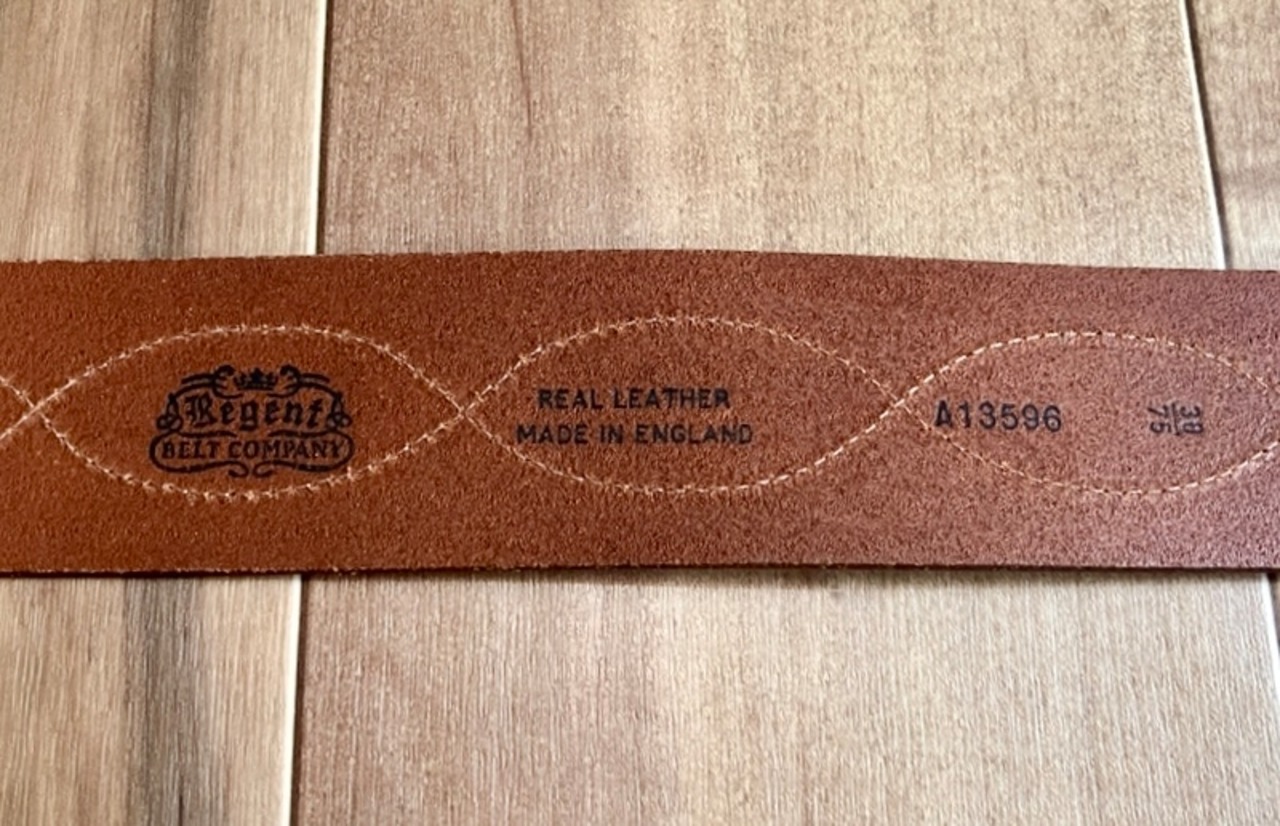 Regent
BELT COMPANY
REAL LEATHER
MADE IN ENGLAND
A13596
38
75